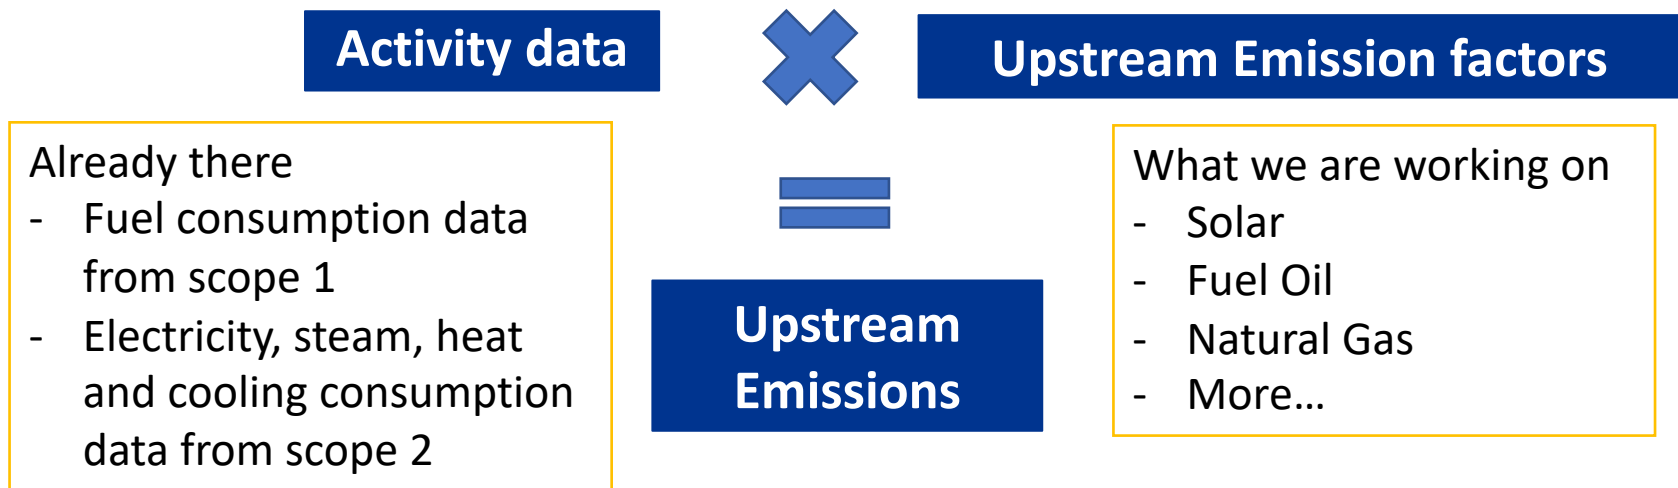 Activity data
Upstream Emission factors
Already there
- Fuel consumption data
from scope 1
- Electricity, steam, heat
and cooling consumption
data from scope 2
Upstream
Emissions
What we are working on
- Solar
- Fuel Oil
- Natural Gas
- More…